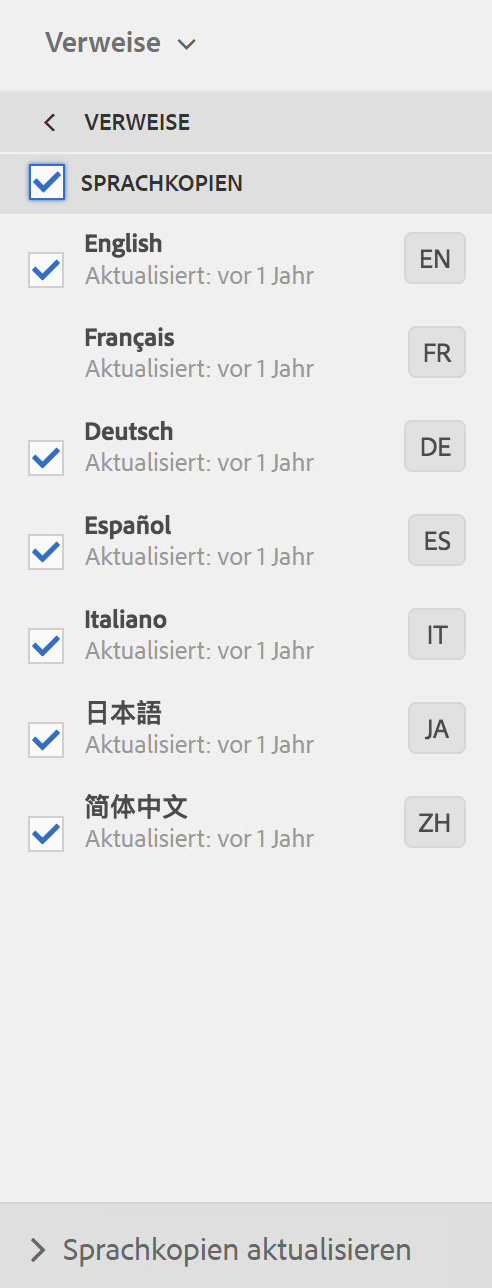 Verweise
VERWEISE
SPRACHKOPIEN
English
Aktualisiert: vor 1 Jahr
EN
Français
Aktualisiert: vor 1 Jahr
FR
Deutsch
Aktualisiert: vor 1 Jahr
DE
Español
Aktualisiert: vor 1 Jahr
ES
Italiano
Aktualisiert: vor 1 Jahr
IT
日本語
Aktualisiert: vor 1 Jahr
JA
简体中文
Aktualisiert: vor 1 Jahr
ZH
Sprachkopien aktualisieren